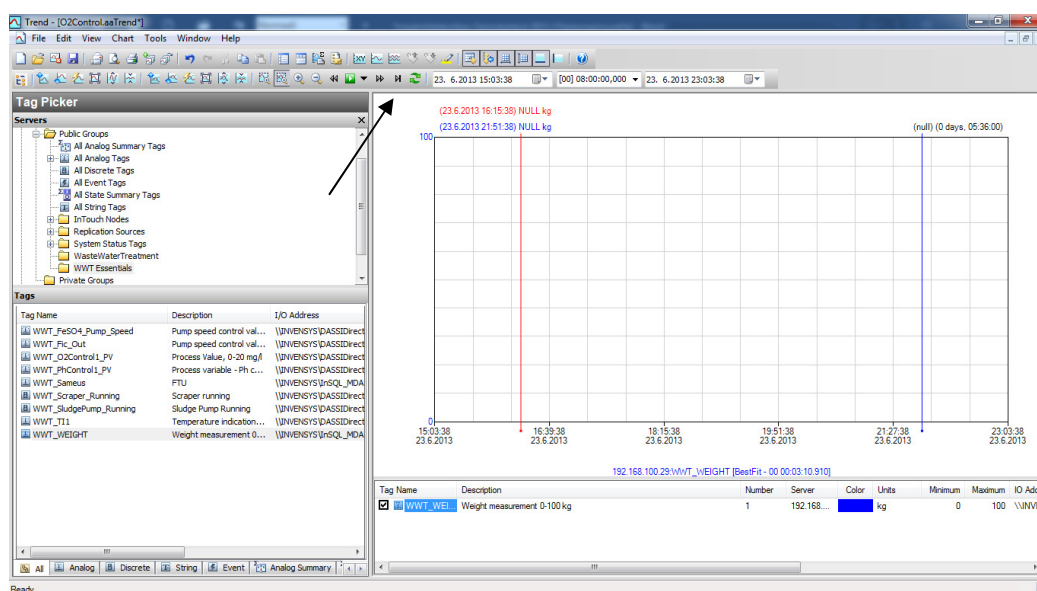 Trend - [O2Control.aaTrend*]
File Edit View Chart Tools Window Help
23. 6.2013 15:03:38 [00] 08:00:00,000 23. 6.2013 23:03:38
Tag Picker
Servers
Public Groups
All Analog Summary Tags
All Analog Tags
All Discrete Tags
All Event Tags
All State Summary Tags
All String Tags
InTouch Nodes
Replication Sources
System Status Tags
WasteWaterTreatment
WWT Essentials
Private Groups
Tags
Tag Name Description I/O Address
WWT_FeSO4_Pump_Speed Pump speed control val... \\INVENSYS\DASSIDirect
WWT_Fic_Out Pump speed control val... \\INVENSYS\DASSIDirect
WWT_O2Control1_PV Process Value, 0-20 mg/l \\INVENSYS\DASSIDirect
WWT_PhControl1_PV Process variable - Ph c... \\INVENSYS\DASSIDirect
WWT_Sameus FTU \\INVENSYS\InSQL_MDA
WWT_Scraper_Running Scraper running \\INVENSYS\DASSIDirect
WWT_SludgePump_Running Sludge Pump Running \\INVENSYS\DASSIDirect
WWT_TI1 Temperature indication... \\INVENSYS\DASSIDirect
WWT_WEIGHT Weight measurement 0... \\INVENSYS\InSQL_MDA
All Analog Discrete String Event Analog Summary
(23.6.2013 16:15:38) NULL kg
(23.6.2013 21:51:38) NULL kg (null) (0 days, 05:36:00)
100
0
15:03:38 16:39:38 18:15:38 19:51:38 21:27:38 23:03:38
23.6.2013 23.6.2013 23.6.2013 23.6.2013 23.6.2013 23.6.2013
192.168.100.29:WWT_WEIGHT [BestFit - 00 00:03:10.910]
Tag Name Description Number Server Color Units Minimum Maximum IO Add
WWT_WEI... Weight measurement 0-100 kg 1 192.168.... kg 0 100 \\INVE
Ready